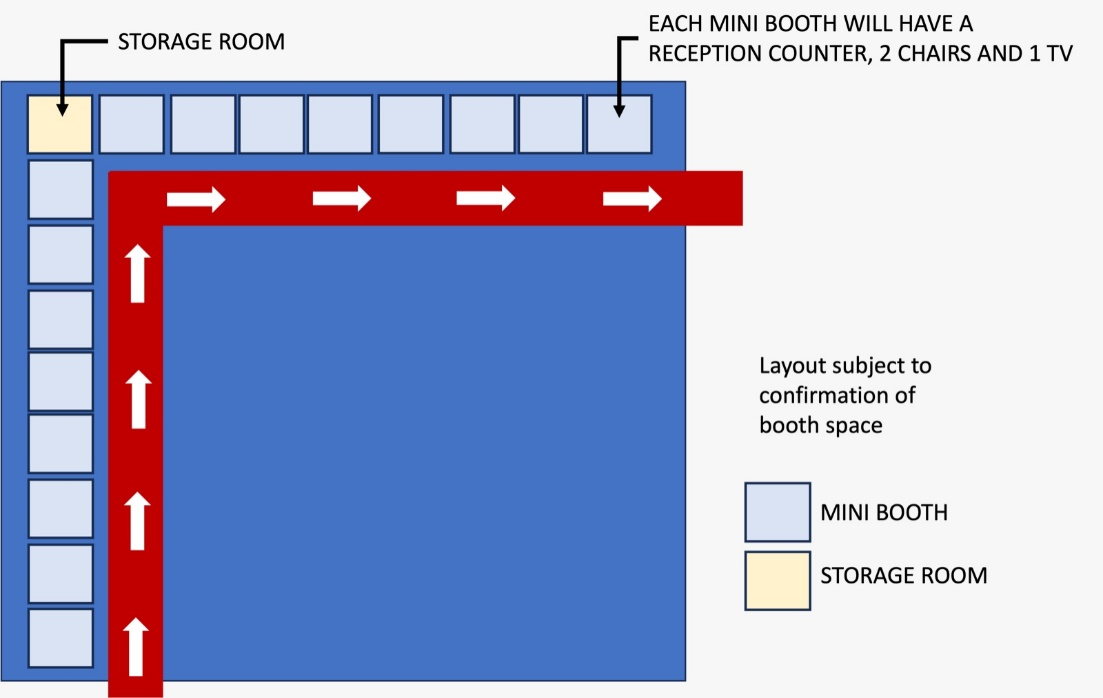 STORAGE ROOM
EACH MINI BOOTH WILL HAVE A
RECEPTION COUNTER, 2 CHAIRS AND 1 TV
Layout subject to
confirmation of
booth space
MINI BOOTH
STORAGE ROOM